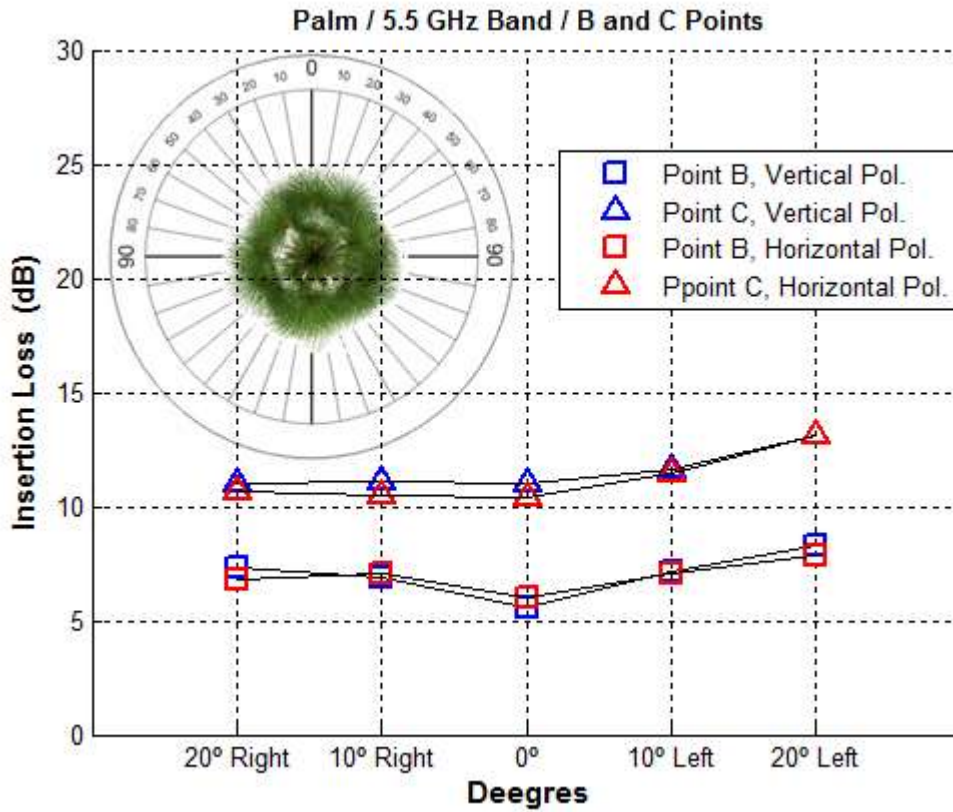 Palm / 5.5 GHz Band / B and C Points
30
25
20
15
10
5
0
Insertion Loss (dB)
80 70 60 50 40 30 20 10 0 10 20 30 40 50 60 70 80
90 90
Point B, Vertical Pol.
Point C, Vertical Pol.
Point B, Horizontal Pol.
Ppoint C, Horizontal Pol.
20º Right 10º Right 0º 10º Left 20º Left
Deegres